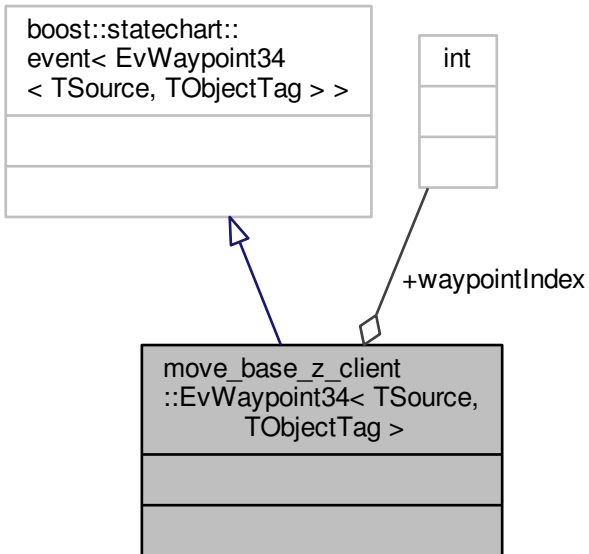 boost::statechart::
event< EvWaypoint34
< TSource, TObjectTag > >
int
+waypointIndex
move_base_z_client
::EvWaypoint34< TSource,
TObjectTag >